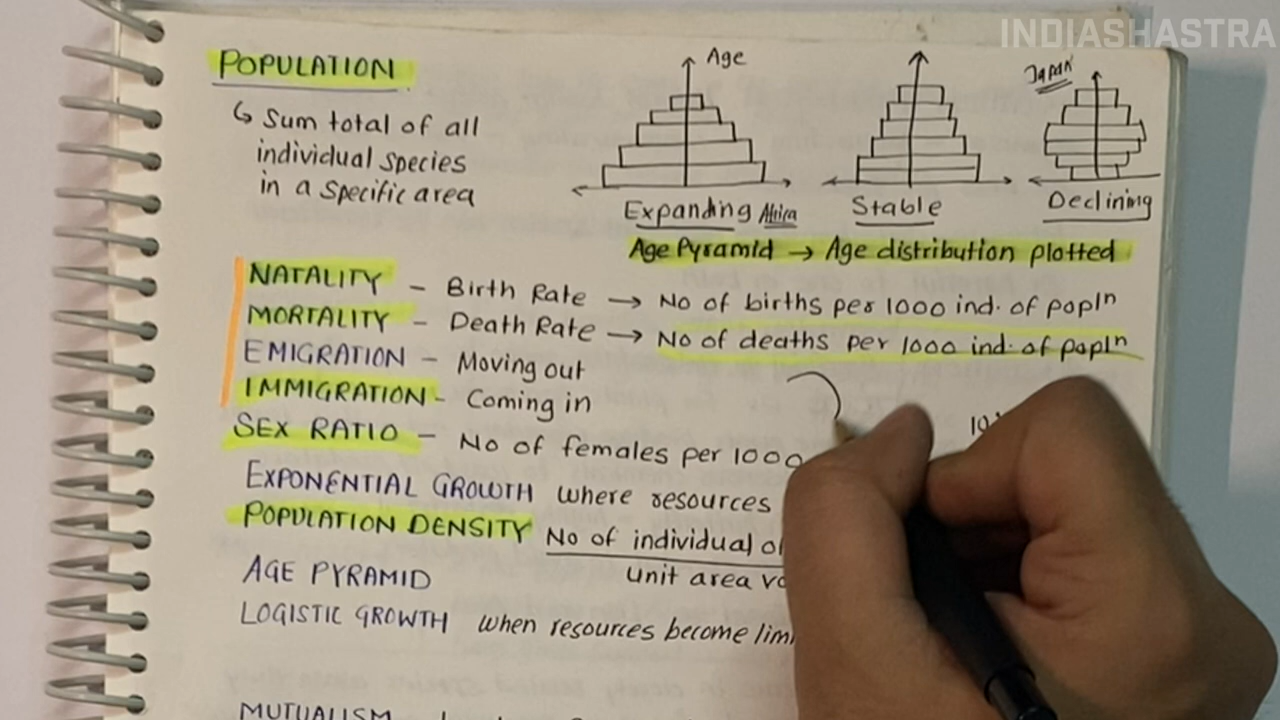 INDIASHASTRA
POPULATION
↳ Sum total of all
individual species
in a specific area
Age
Japan
Expanding Africa
Stable
Declining
Age Pyramid → Age distribution plotted
NATALITY - Birth Rate → No of births per 1000 ind. of popln
MORTALITY - Death Rate → No of deaths per 1000 ind. of popln
EMIGRATION - Moving out
IMMIGRATION - Coming in
SEX RATIO - No of females per 1000
EXPONENTIAL GROWTH where resources
POPULATION DENSITY No of individual
unit area
AGE PYRAMID
LOGISTIC GROWTH when resources become
MUTUALISM